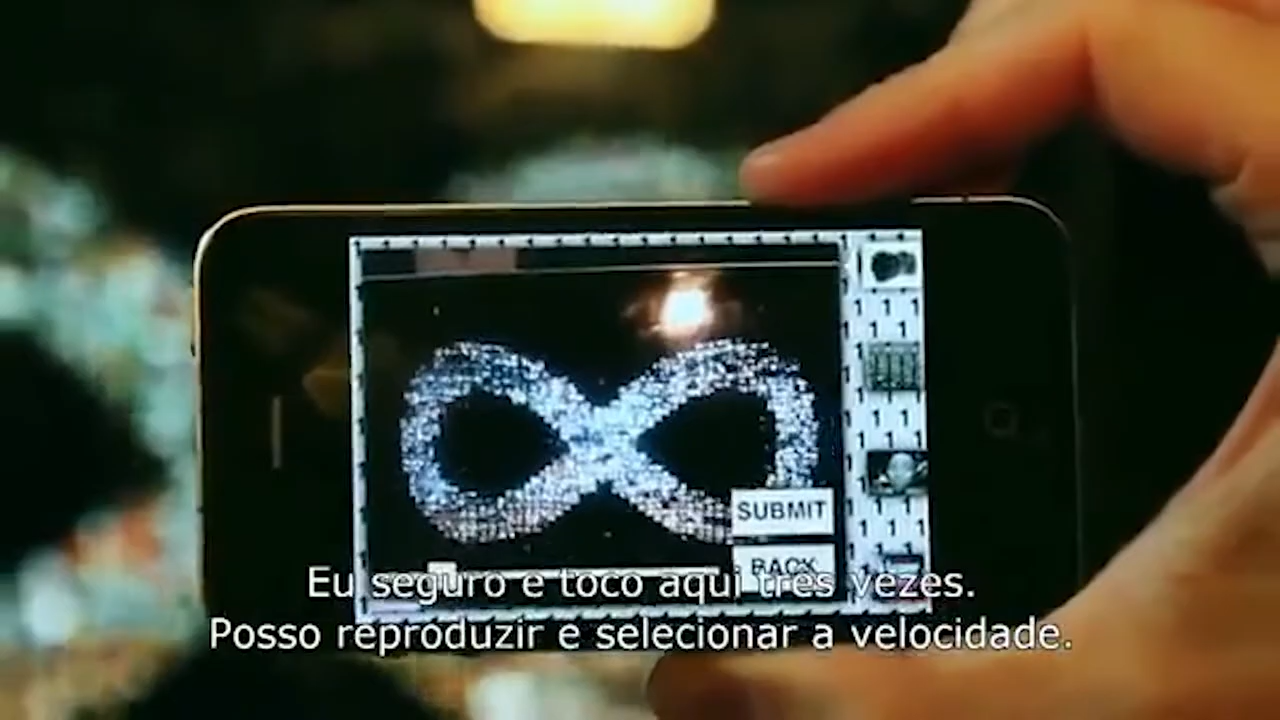 SUBMIT
BACK
Eu seguro e toco aqui três vezes.
Posso reproduzir e selecionar a velocidade.